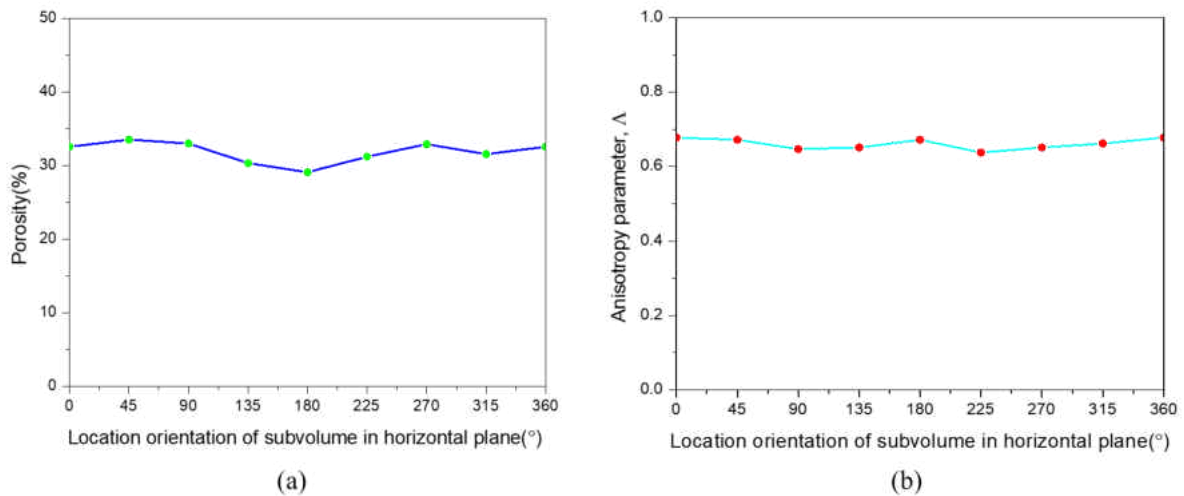 50
40
30
20
10
0
Porosity(%)
0 45 90 135 180 225 270 315 360
Location orientation of subvolume in horizontal plane(°)
(a)
1.0
0.8
0.6
0.4
0.2
0.0
Anisotropy parameter, Λ
0 45 90 135 180 225 270 315 360
Location orientation of subvolume in horizontal plane(°)
(b)